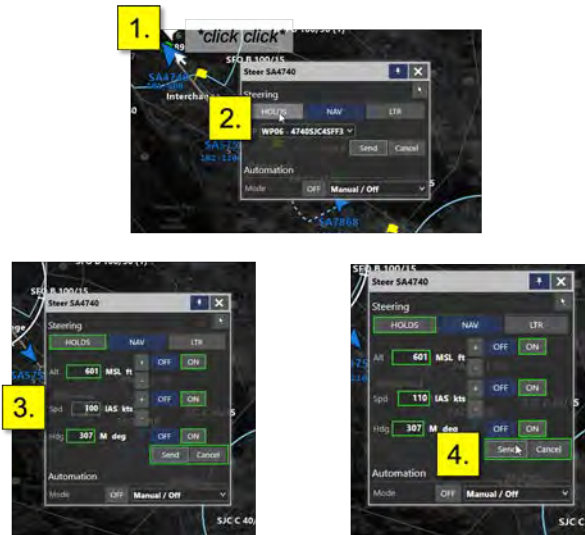 1.
*click click*
SFO B 100/15
SA4740
Interchange
Steer SA4740
Steering
2.
HOLDS NAV LTR
WP06 - 4740SJC4SFF3
Send Cancel
Automation
Mode OFF Manual / Off
SA7868
SFO B 100/15
Steer SA4740
Steering
HOLDS NAV LTR
Alt 601 MSL ft + OFF ON
-
3.
Spd 100 IAS kts + OFF ON
-
Hdg 307 M deg OFF ON
Send Cancel
Automation
Mode OFF Manual / Off
SJC C 40/
SFO B 100/15
Steer SA4740
Steering
HOLDS NAV LTR
Alt 601 MSL ft + OFF ON
-
Spd 110 IAS kts + OFF ON
-
Hdg 307 M deg OFF ON
4.
Send Cancel
Automation
Mode OFF Manual / Off
SJC C